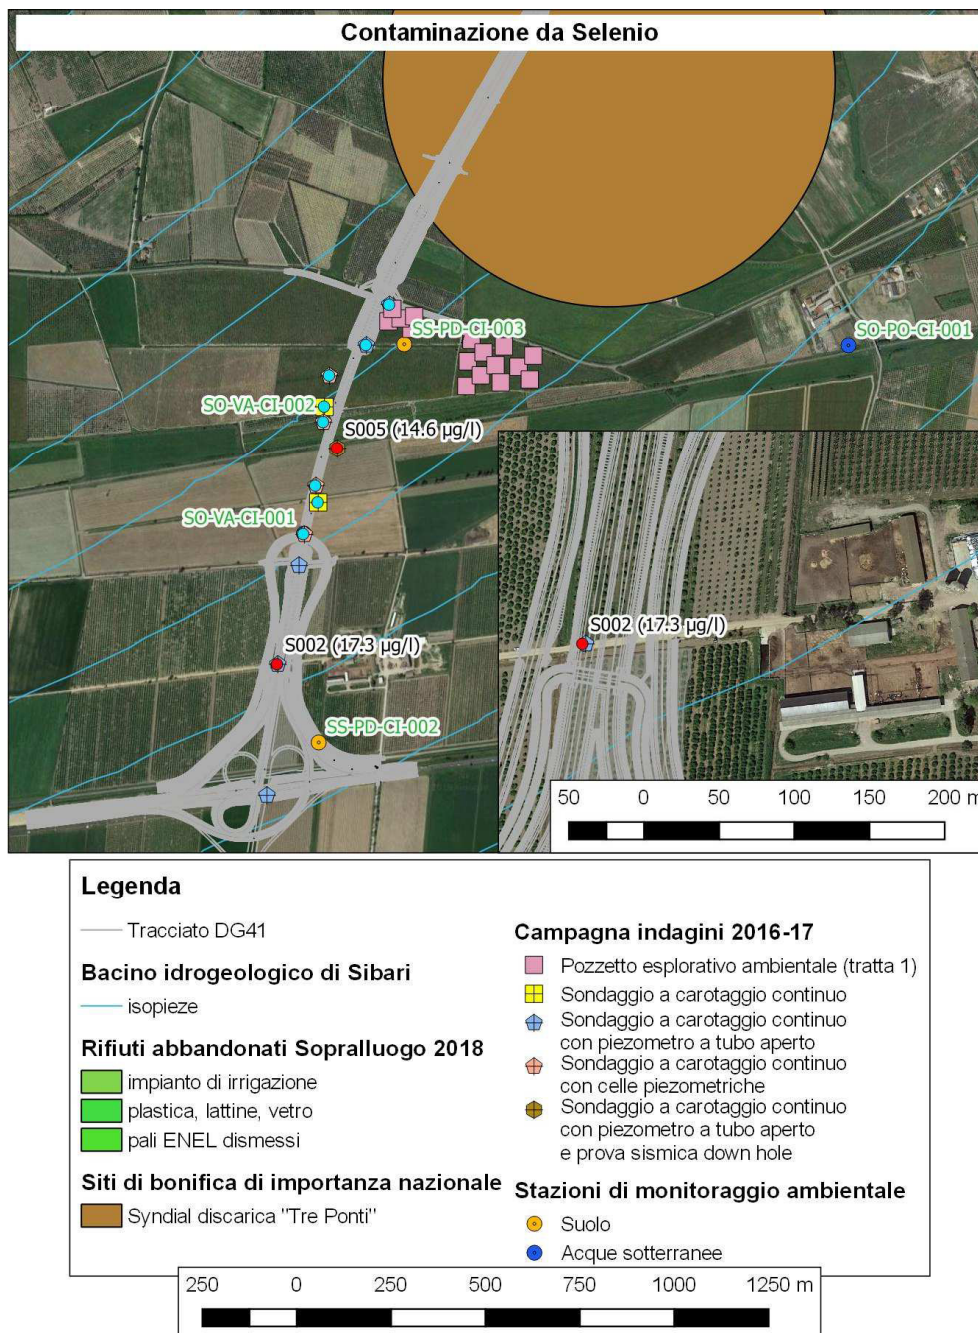 Contaminazione da Selenio
SS-PD-CI-003
SO-PO-CI-001
SO-VA-CI-002
S005 (14.6 µg/l)
SO-VA-CI-001
S002 (17.3 µg/l)
SS-PD-CI-002
S002 (17.3 µg/l)
50 0 50 100 150 200 m
Legenda
Tracciato DG41
Bacino idrogeologico di Sibari
isopieze
Rifiuti abbandonati Sopralluogo 2018
impianto di irrigazione
plastica, lattine, vetro
pali ENEL dismessi
Siti di bonifica di importanza nazionale
Syndial discarica "Tre Ponti"
Campagna indagini 2016-17
Pozzetto esplorativo ambientale (tratta 1)
Sondaggio a carotaggio continuo
Sondaggio a carotaggio continuo
con piezometro a tubo aperto
Sondaggio a carotaggio continuo
con celle piezometriche
Sondaggio a carotaggio continuo
con piezometro a tubo aperto
e prova sismica down hole
Stazioni di monitoraggio ambientale
Suolo
Acque sotterranee
250 0 250 500 750 1000 1250 m